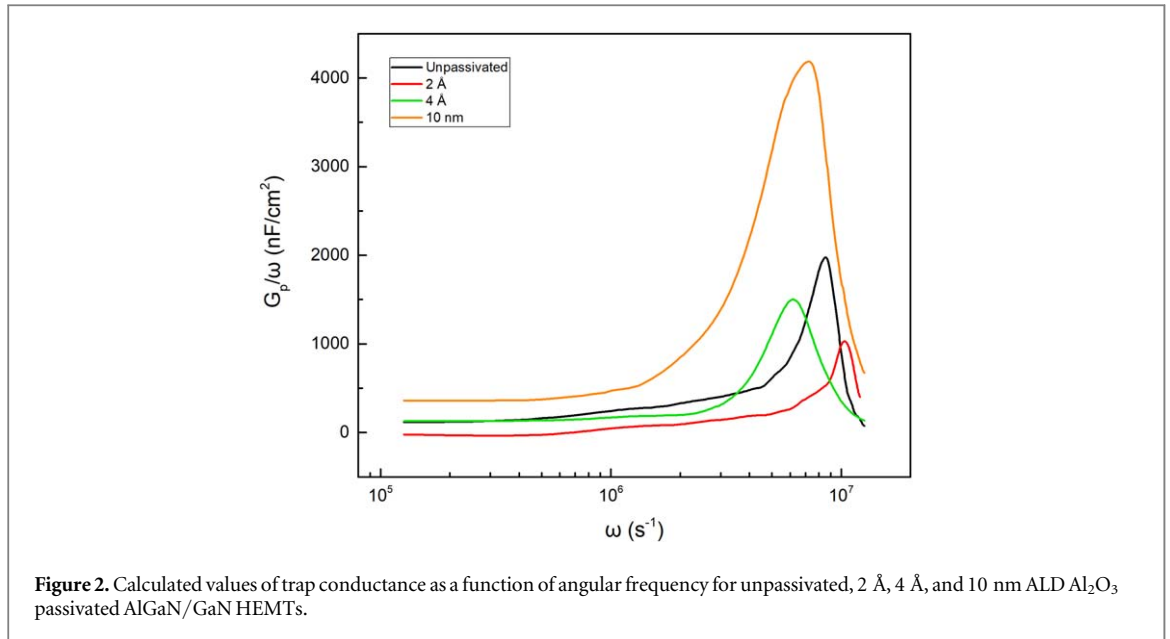 Unpassivated
2 Å
4 Å
10 nm
4000
3000
2000
1000
0
Gp/ω (nF/cm²)
10⁵
10⁶
10⁷
ω (s⁻¹)
Figure 2. Calculated values of trap conductance as a function of angular frequency for unpassivated, 2 Å, 4 Å, and 10 nm ALD Al₂O₃
passivated AlGaN/GaN HEMTs.